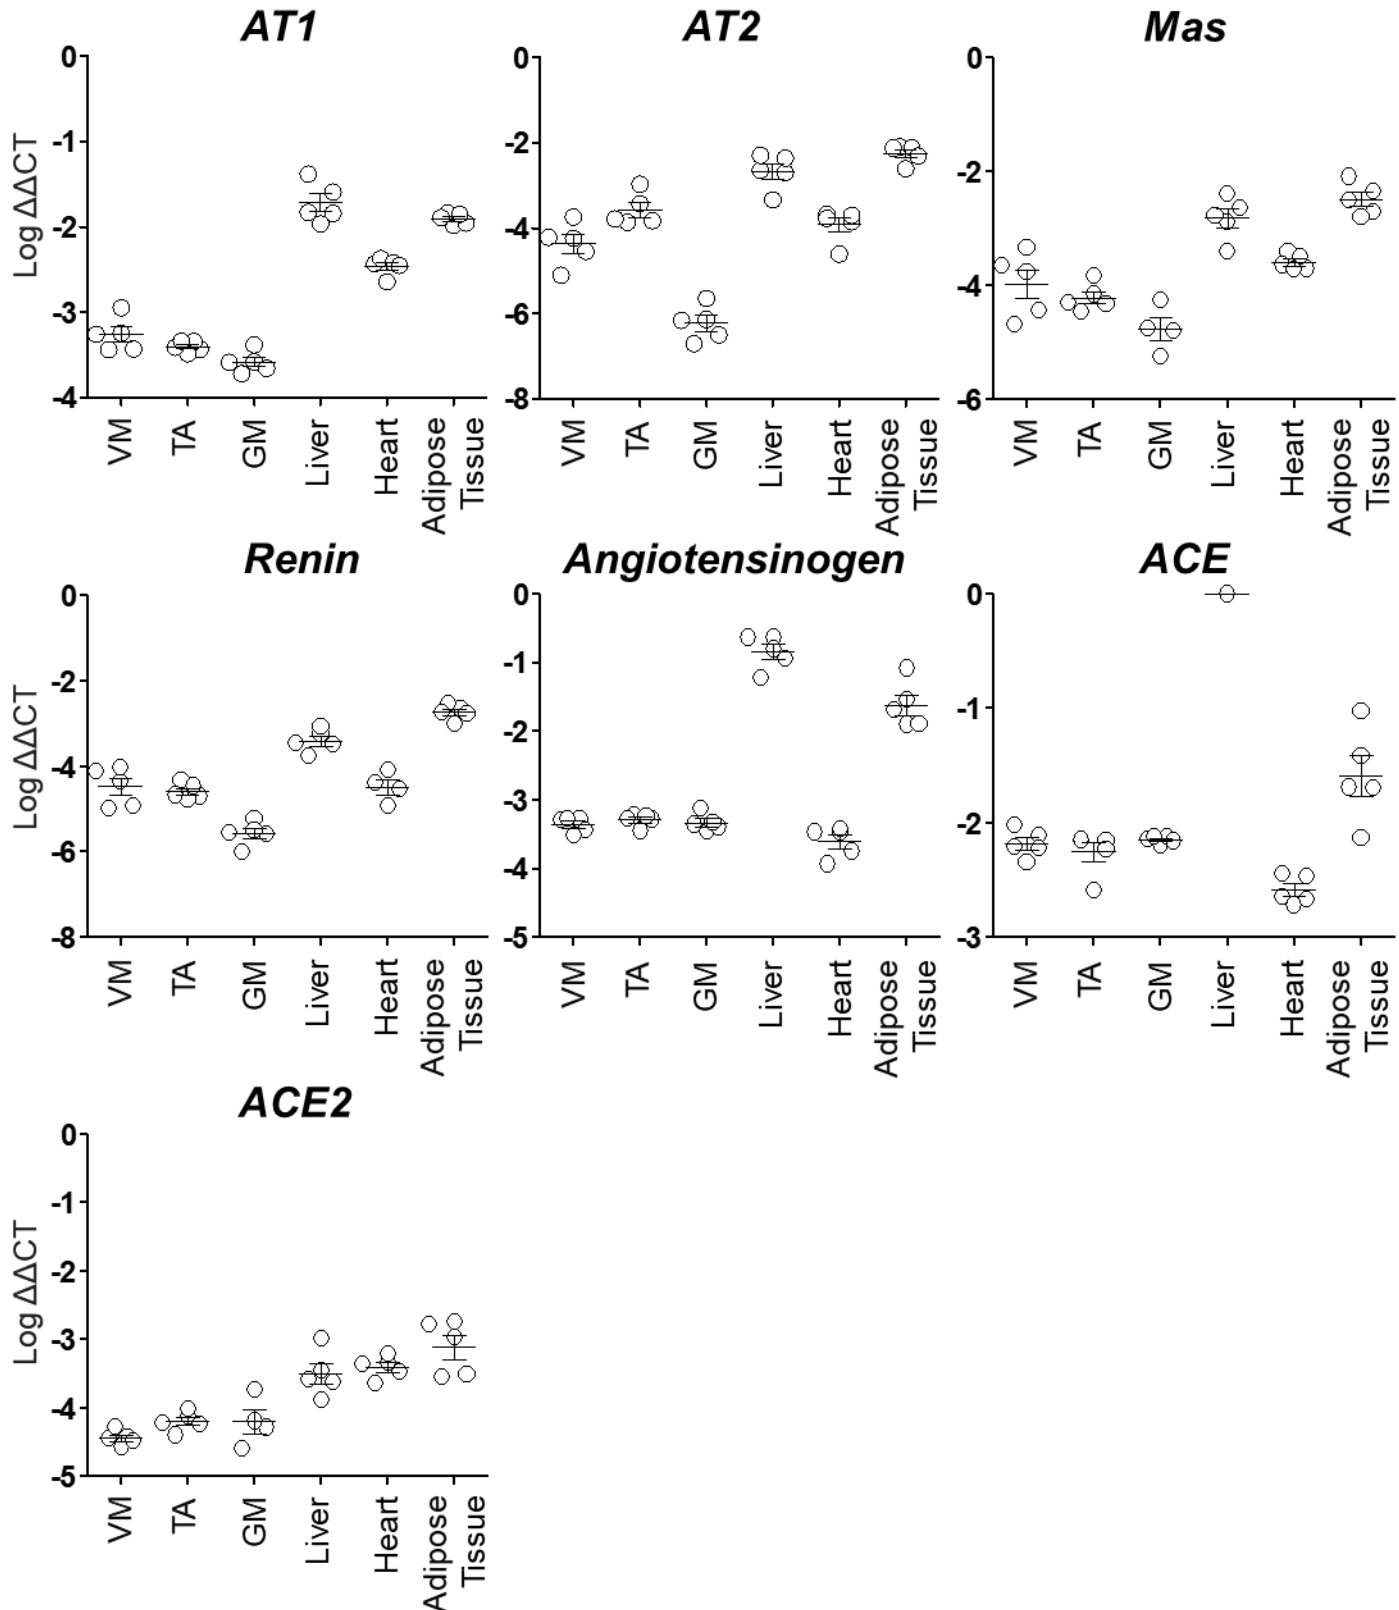 AT1
AT2
Mas
Log ΔΔCT
0
-1
-2
-3
-4
VM
TA
GM
Liver
Heart
Adipose
Tissue
0
-2
-4
-6
-8
VM
TA
GM
Liver
Heart
Adipose
Tissue
0
-2
-4
-6
VM
TA
GM
Liver
Heart
Adipose
Tissue
Renin
Angiotensinogen
ACE
Log ΔΔCT
0
-2
-4
-6
-8
VM
TA
GM
Liver
Heart
Adipose
Tissue
0
-1
-2
-3
-4
-5
VM
TA
GM
Liver
Heart
Adipose
Tissue
0
-1
-2
-3
VM
TA
GM
Liver
Heart
Adipose
Tissue
ACE2
Log ΔΔCT
0
-1
-2
-3
-4
-5
VM
TA
GM
Liver
Heart
Adipose
Tissue